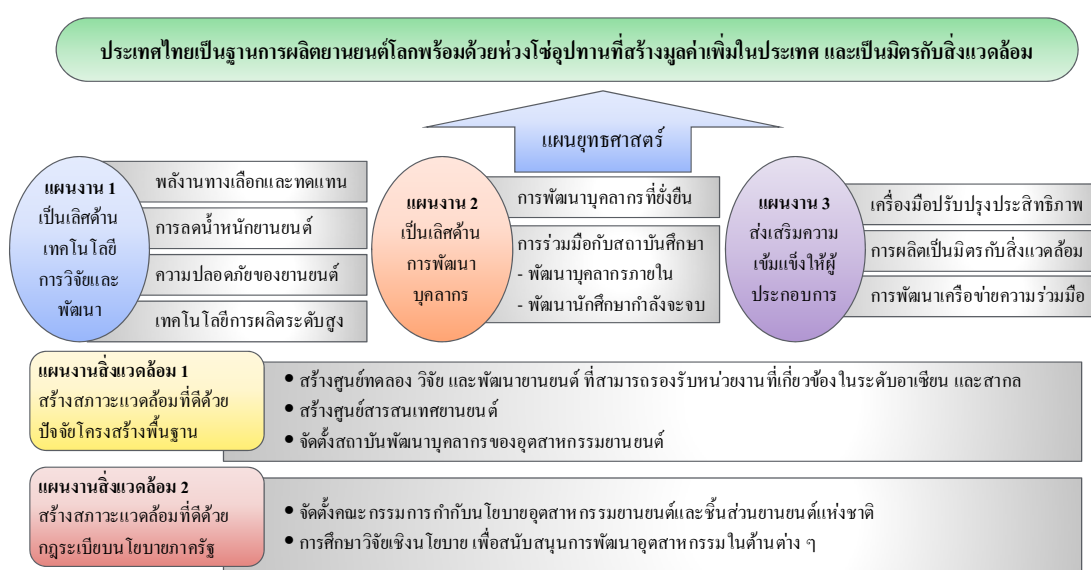 ประเทศไทยเป็นฐานการผลิตยานยนต์โลกพร้อมด้วยห่วงโซ่อุปทานที่สร้างมูลค่าเพิ่มในประเทศ และเป็นมิตรกับสิ่งแวดล้อม
แผนยุทธศาสตร์
แผนงาน 1
เป็นเลิศด้าน
เทคโนโลยี
การวิจัยและ
พัฒนา
พลังานทางเลือกและทดแทน
การลดน้ำหนักยานยนต์
ความปลอดภัยของยานยนต์
เทคโนโลยีการผลิตระดับสูง
แผนงาน 2
เป็นเลิศด้าน
การพัฒนา
บุคลากร
การพัฒนาบุคลากรที่ยั่งยืน
การร่วมมือกับสถาบันศึกษา
- พัฒนาบุคลากรภายใน
- พัฒนานักศึกษากำลังจะจบ
แผนงาน 3
ส่งเสริมความ
เข้มแข็งให้ผู้
ประกอบการ
เครื่องมือปรับปรุงประสิทธิภาพ
การผลิตเป็นมิตรกับสิ่งแวดล้อม
การพัฒนาเครือข่ายความร่วมมือ
แผนงานสิ่งแวดล้อม 1
สร้างสภาวะแวดล้อมที่ดีด้วย
ปัจจัยโครงสร้างพื้นฐาน
• สร้างศูนย์ทดลอง วิจัย และพัฒนายานยนต์ ที่สามารถรองรับหน่วยงานที่เกี่ยวข้องในระดับอาเซียน และสากล
• สร้างศูนย์สารสนเทศยานยนต์
• จัดตั้งสถาบันพัฒนาบุคลากรของอุตสาหกรรมยานยนต์
แผนงานสิ่งแวดล้อม 2
สร้างสภาวะแวดล้อมที่ดีด้วย
กฎระเบียบนโยบายภาครัฐ
• จัดตั้งคณะกรรมการกำกับนโยบายอุตสาหกรรมยานยนต์และชิ้นส่วนยานยนต์แห่งชาติ
• การศึกษาวิจัยเชิงนโยบาย เพื่อสนับสนุนการพัฒนาอุตสาหกรรมในด้านต่าง ๆ